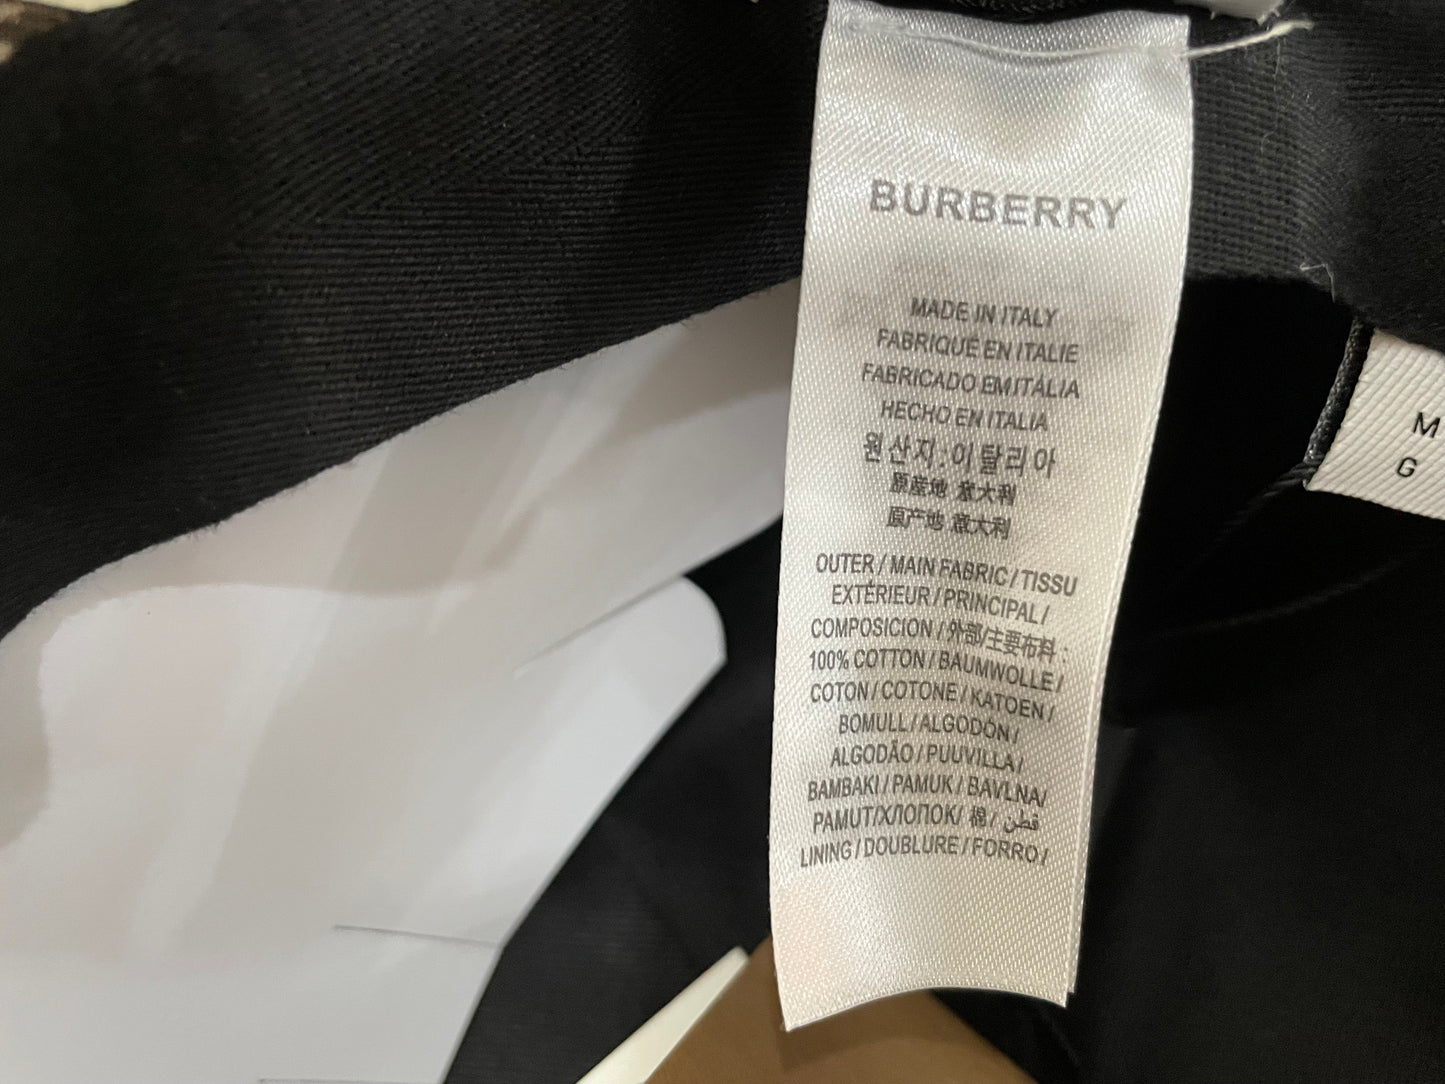 BURBERRY
MADE IN ITALY
FABRIQUÉ EN ITALIE
FABRICADO EM ITÁLIA
HECHO EN ITALIA
원산지:이탈리아
原産地 意大利
原产地 意大利
OUTER / MAIN FABRIC / TISSU
EXTÉRIEUR / PRINCIPAL /
COMPOSICION / 外部/主要布料 :
100% COTTON / BAUMWOLLE /
COTON / COTONE / KATOEN /
BOMULL / ALGODÓN /
ALGODÃO / PUUVILLA /
BAMBAKI / PAMUK / BAVLNA/
PAMUT/ХЛОПОК/ 棉/ قطن
LINING / DOUBLURE / FORRO /
M
G